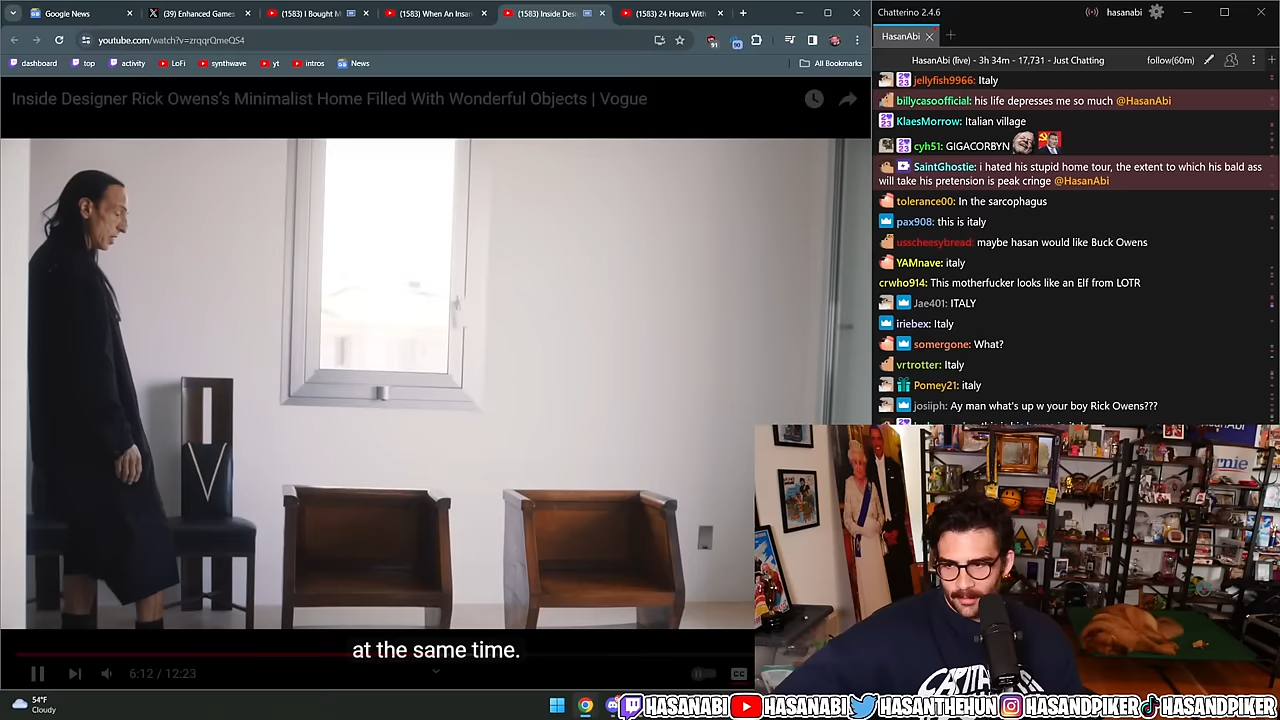 Google News
(39) Enhanced Games
(1583) I Bought M
(1583) When An Insan
(1583) Inside Des
(1583) 24 Hours With
youtube.com/watch?v=zrqqrQmeQS4
91
90
dashboard
top
activity
LoFi
synthwave
yt
intros
News
All Bookmarks
Inside Designer Rick Owens's Minimalist Home Filled With Wonderful Objects | Vogue
at the same time.
6:12 / 12:23
CC
54°F
Cloudy
Chatterino 2.4.6
hasanabi
HasanAbi
HasanAbi (live) - 3h 34m - 17,731 - Just Chatting
follow(60m)
jellyfish9966: Italy
billycasoofficial: his life depresses me so much @HasanAbi
KlaesMorrow: Italian village
cyh51: GIGACORBYN
SaintGhostie: i hated his stupid home tour, the extent to which his bald ass
will take his pretension is peak cringe @HasanAbi
tolerance00: In the sarcophagus
pax908: this is italy
usscheesybread: maybe hasan would like Buck Owens
YAMnave: italy
crwho914: This motherfucker looks like an Elf from LOTR
Jae401: ITALY
iriebex: Italy
somergone: What?
vrtrotter: Italy
Pomey21: italy
josiiph: Ay man what's up w your boy Rick Owens???
HASANABI
HASANABI
HASANTHEHUN
HASANDPIKER
HASANDPIKER